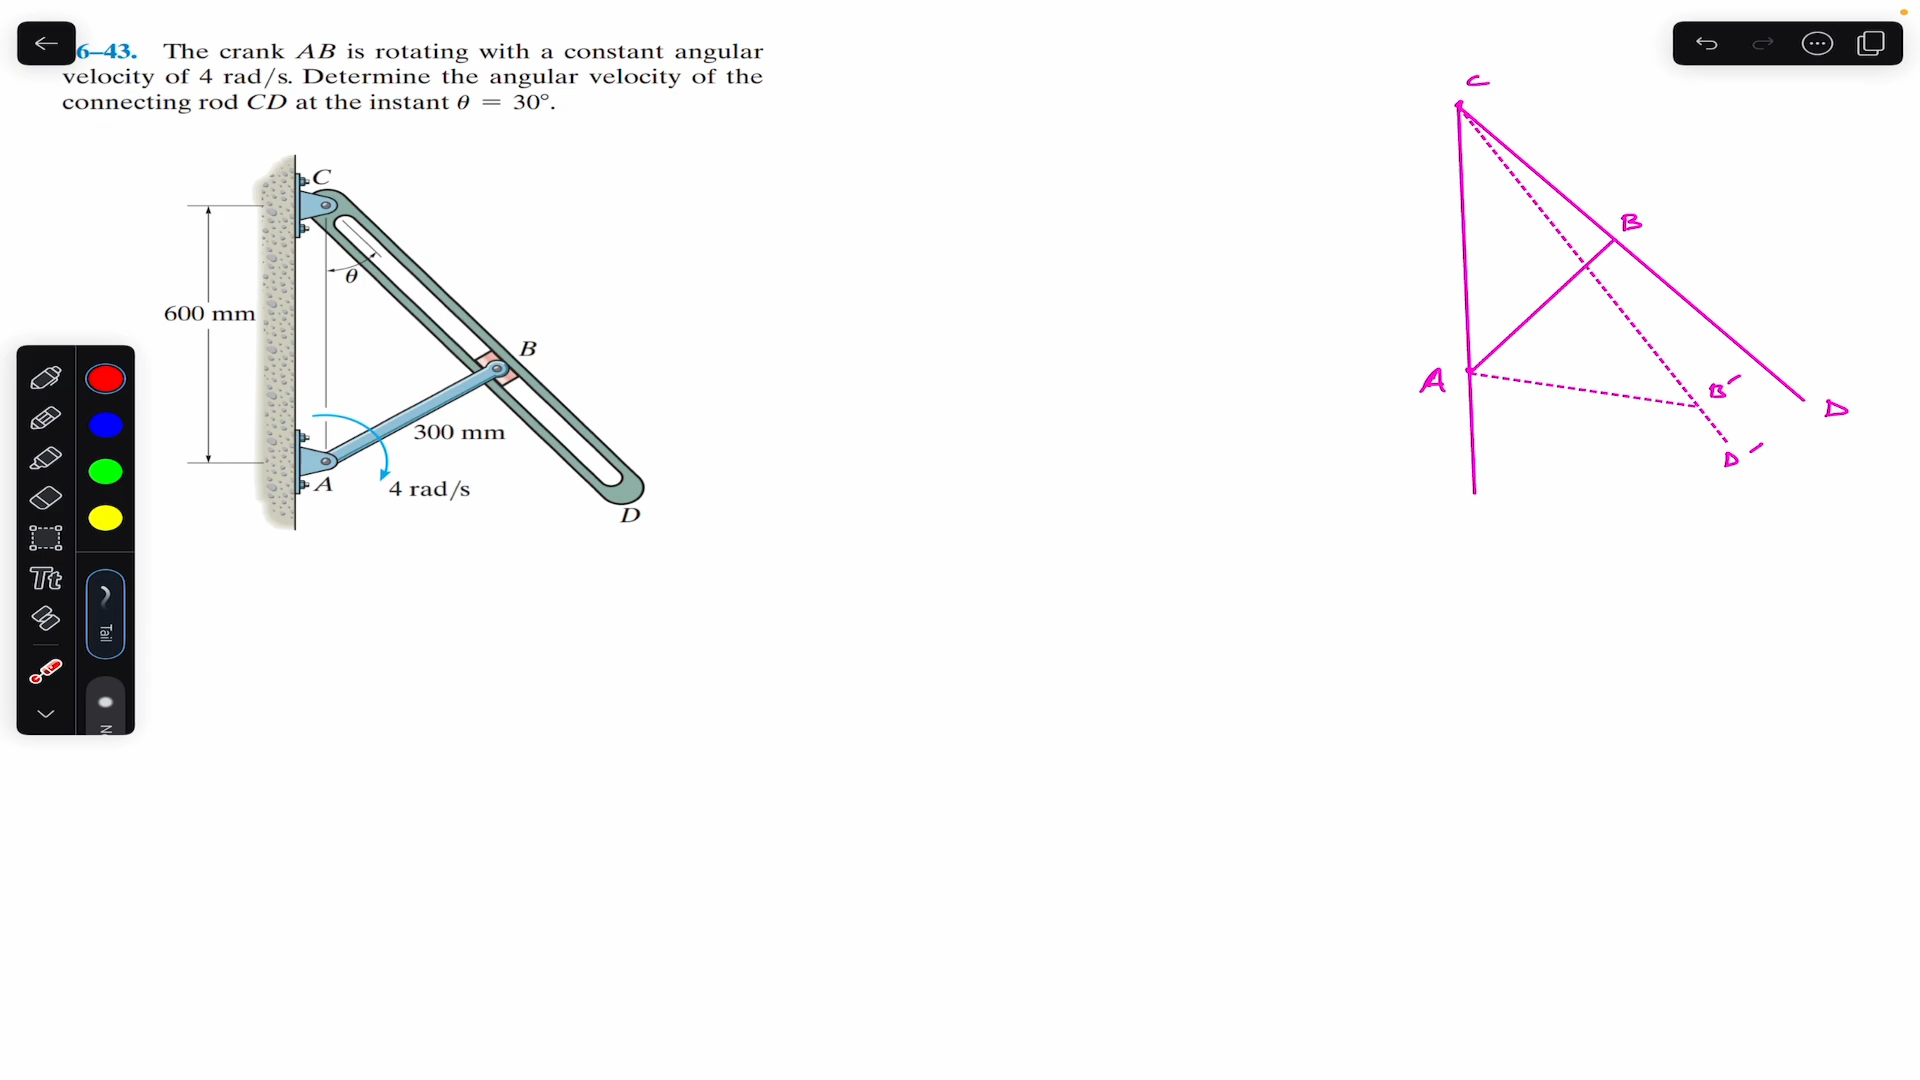 6–43. The crank AB is rotating with a constant angular
velocity of 4 rad/s. Determine the angular velocity of the
connecting rod CD at the instant θ = 30°.
C
θ
600 mm
B
300 mm
A
4 rad/s
D
C
B
A
B′
D
D′
Tt
Tail